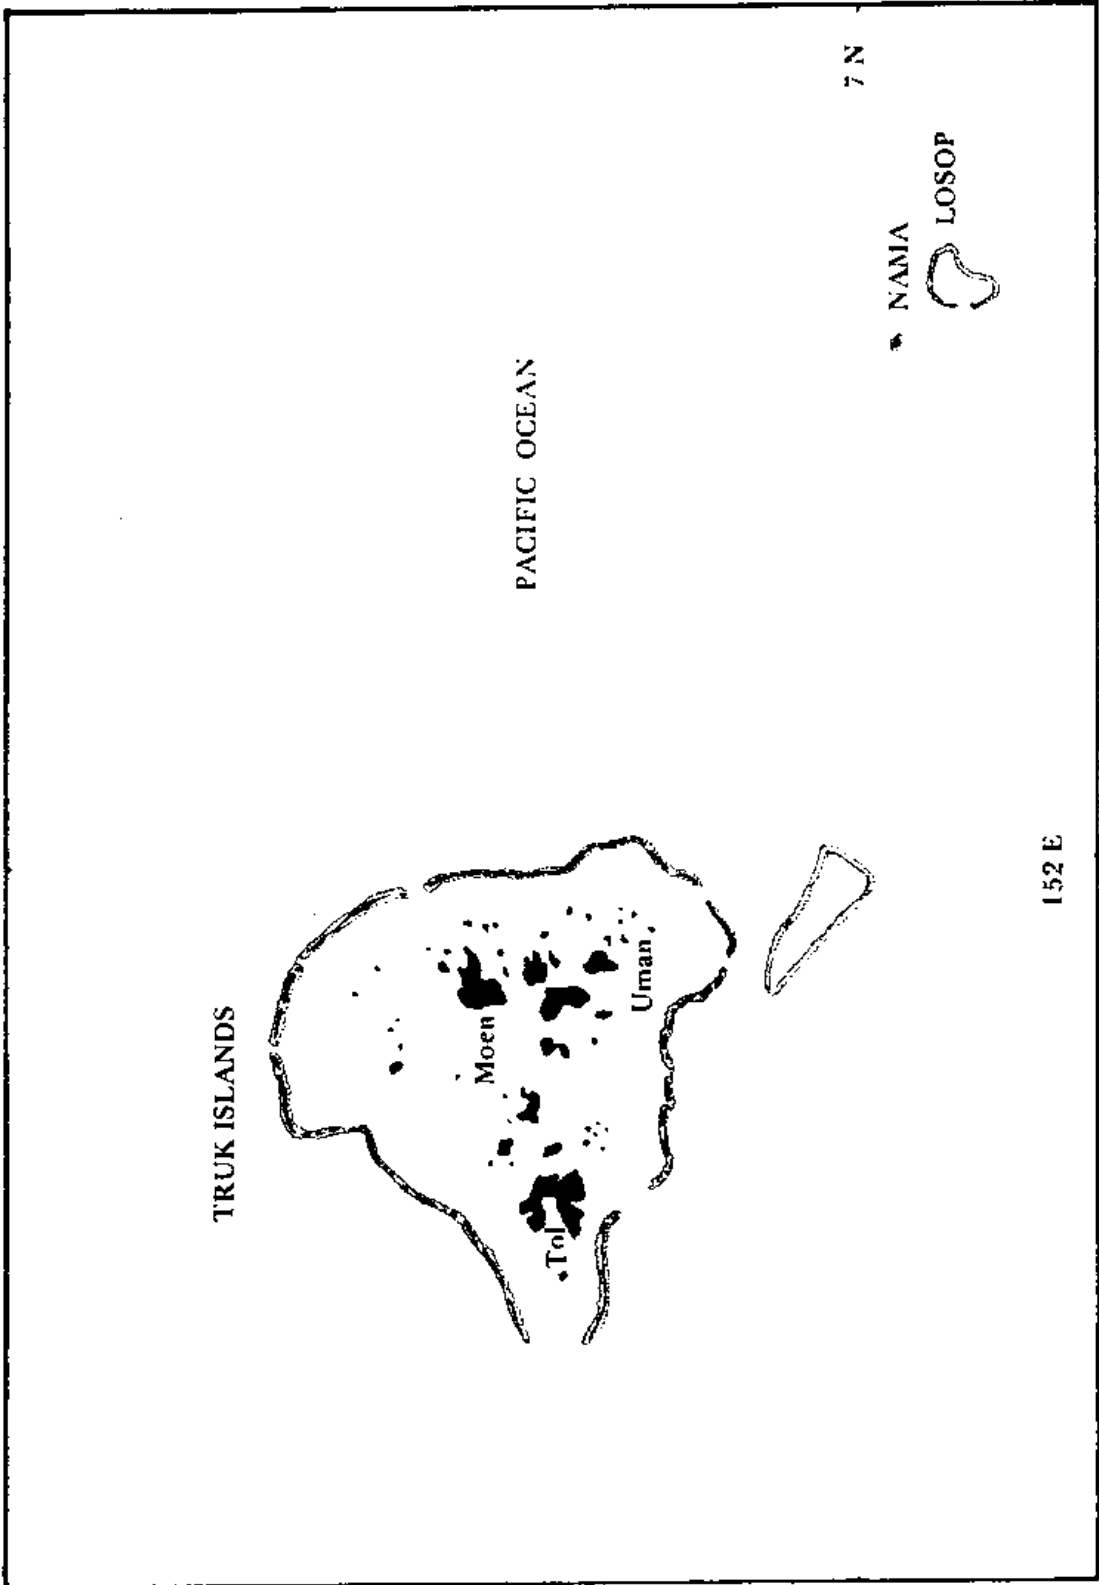 TRUK ISLANDS
PACIFIC OCEAN
Moen
Tol
Uman
7 N
NAMA
LOSOP
152 E